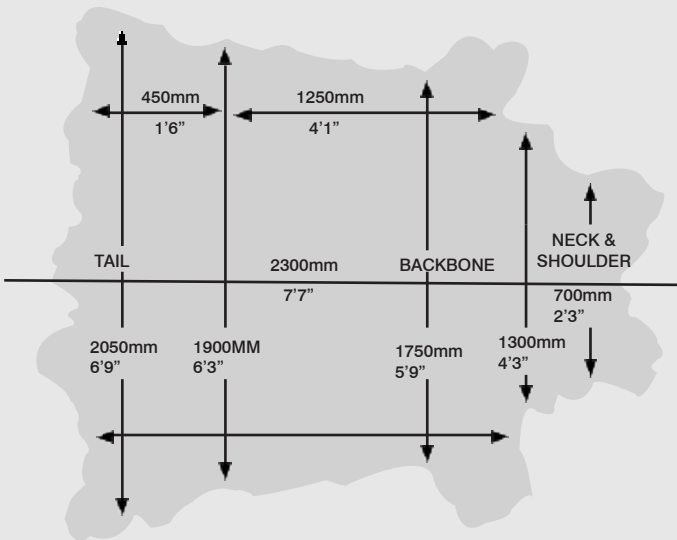 450mm
1'6"
1250mm
4'1"
TAIL
2300mm
7'7"
BACKBONE
NECK &
SHOULDER
700mm
2'3"
2050mm
6'9"
1900MM
6'3"
1750mm
5'9"
1300mm
4'3"